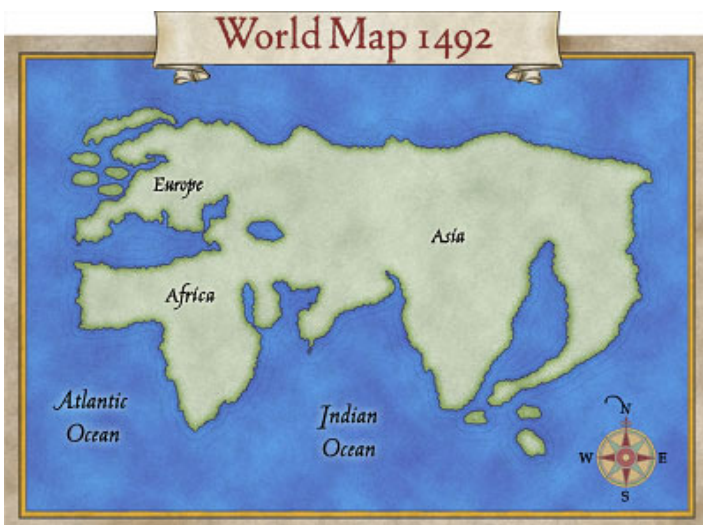 World Map 1492
Europe
Asia
Africa
Atlantic
Ocean
Indian
Ocean
N
W E
S